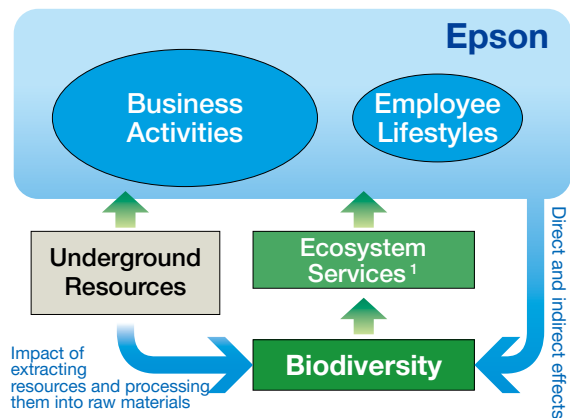 Epson
Business
Activities
Employee
Lifestyles
Underground
Resources
Ecosystem
Services ¹
Direct and indirect effects
Biodiversity
Impact of
extracting
resources and processing
them into raw materials